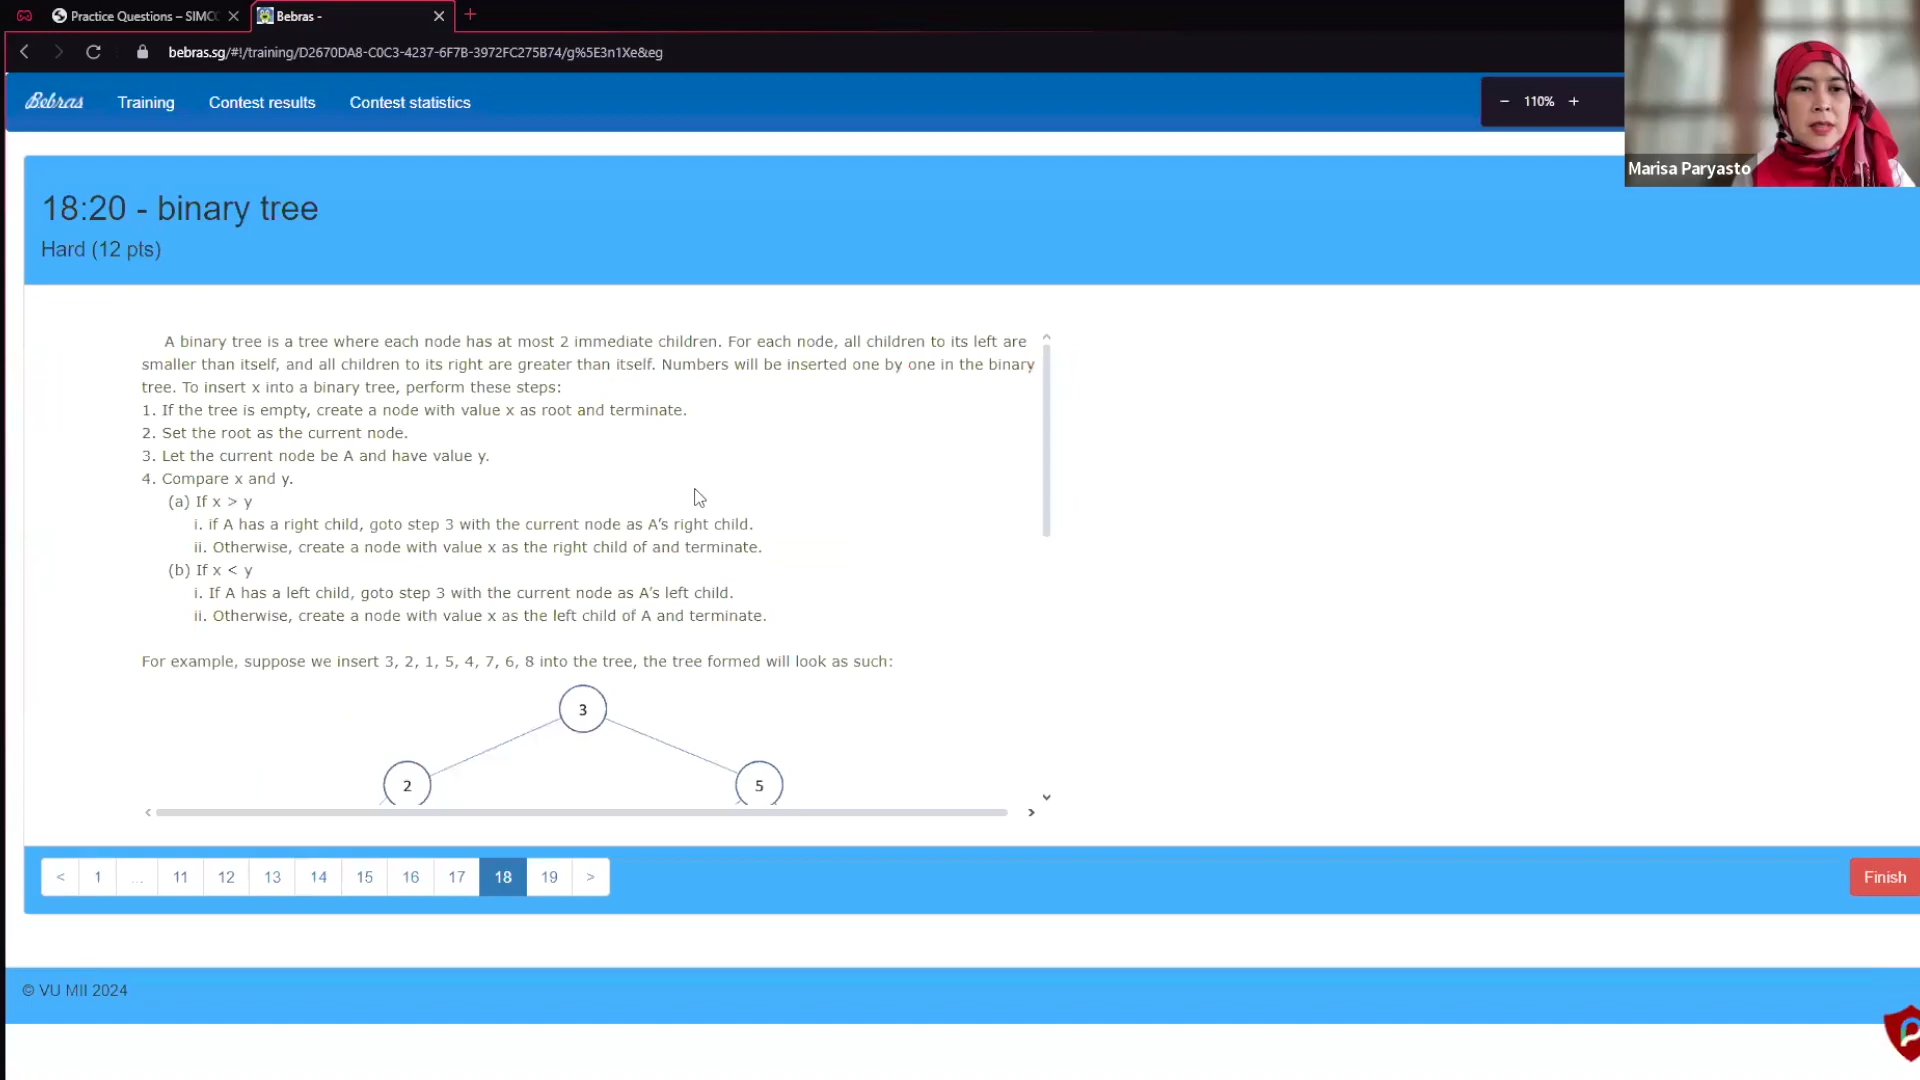 Practice Questions – SIMCC
Bebras -
bebras.sg/#!/training/D2670DA8-C0C3-4237-6F7B-3972FC275B74/g%5E3n1Xe&eg
Bebras
Training
Contest results
Contest statistics
110%
Marisa Paryasto
18:20 - binary tree
Hard (12 pts)
A binary tree is a tree where each node has at most 2 immediate children. For each node, all children to its left are
smaller than itself, and all children to its right are greater than itself. Numbers will be inserted one by one in the binary
tree. To insert x into a binary tree, perform these steps:
1. If the tree is empty, create a node with value x as root and terminate.
2. Set the root as the current node.
3. Let the current node be A and have value y.
4. Compare x and y.
(a) If x > y
i. if A has a right child, goto step 3 with the current node as A’s right child.
ii. Otherwise, create a node with value x as the right child of and terminate.
(b) If x < y
i. If A has a left child, goto step 3 with the current node as A’s left child.
ii. Otherwise, create a node with value x as the left child of A and terminate.
For example, suppose we insert 3, 2, 1, 5, 4, 7, 6, 8 into the tree, the tree formed will look as such:
3
2
5
< 1 ... 11 12 13 14 15 16 17 18 19 >
Finish
© VU MII 2024